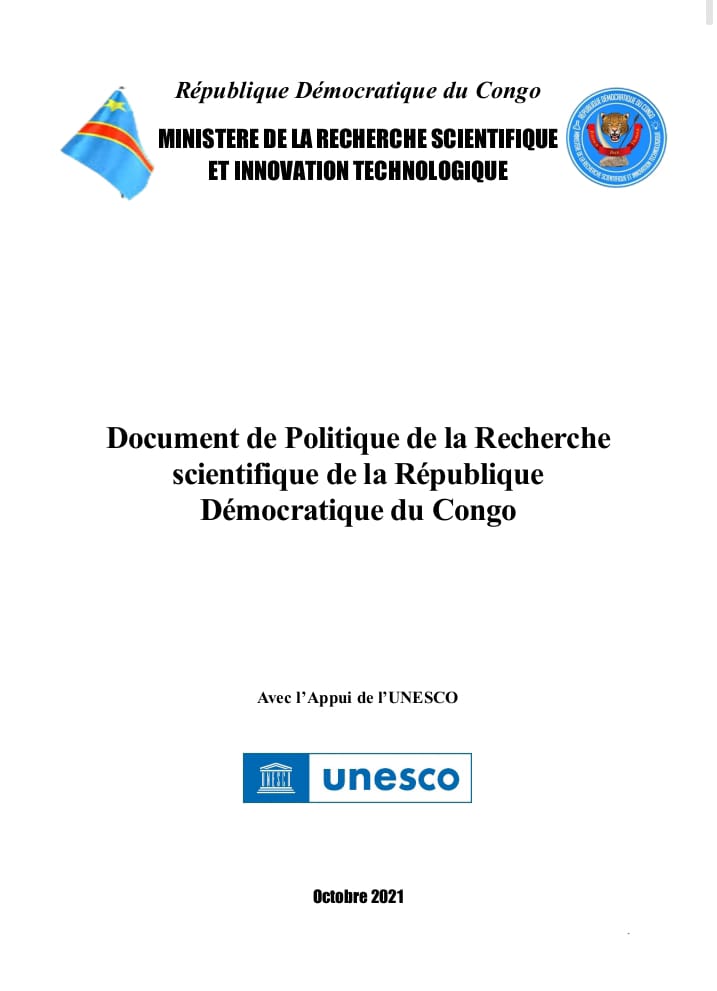 République Démocratique du Congo
MINISTERE DE LA RECHERCHE SCIENTIFIQUE
ET INNOVATION TECHNOLOGIQUE
RÉPUBLIQUE DÉMOCRATIQUE DU CONGO
MINISTÈRE DE LA RECHERCHE SCIENTIFIQUE ET INNOVATION TECHNOLOGIQUE
Document de Politique de la Recherche
scientifique de la République
Démocratique du Congo
Avec l’Appui de l’UNESCO
UNESCO
unesco
Octobre 2021